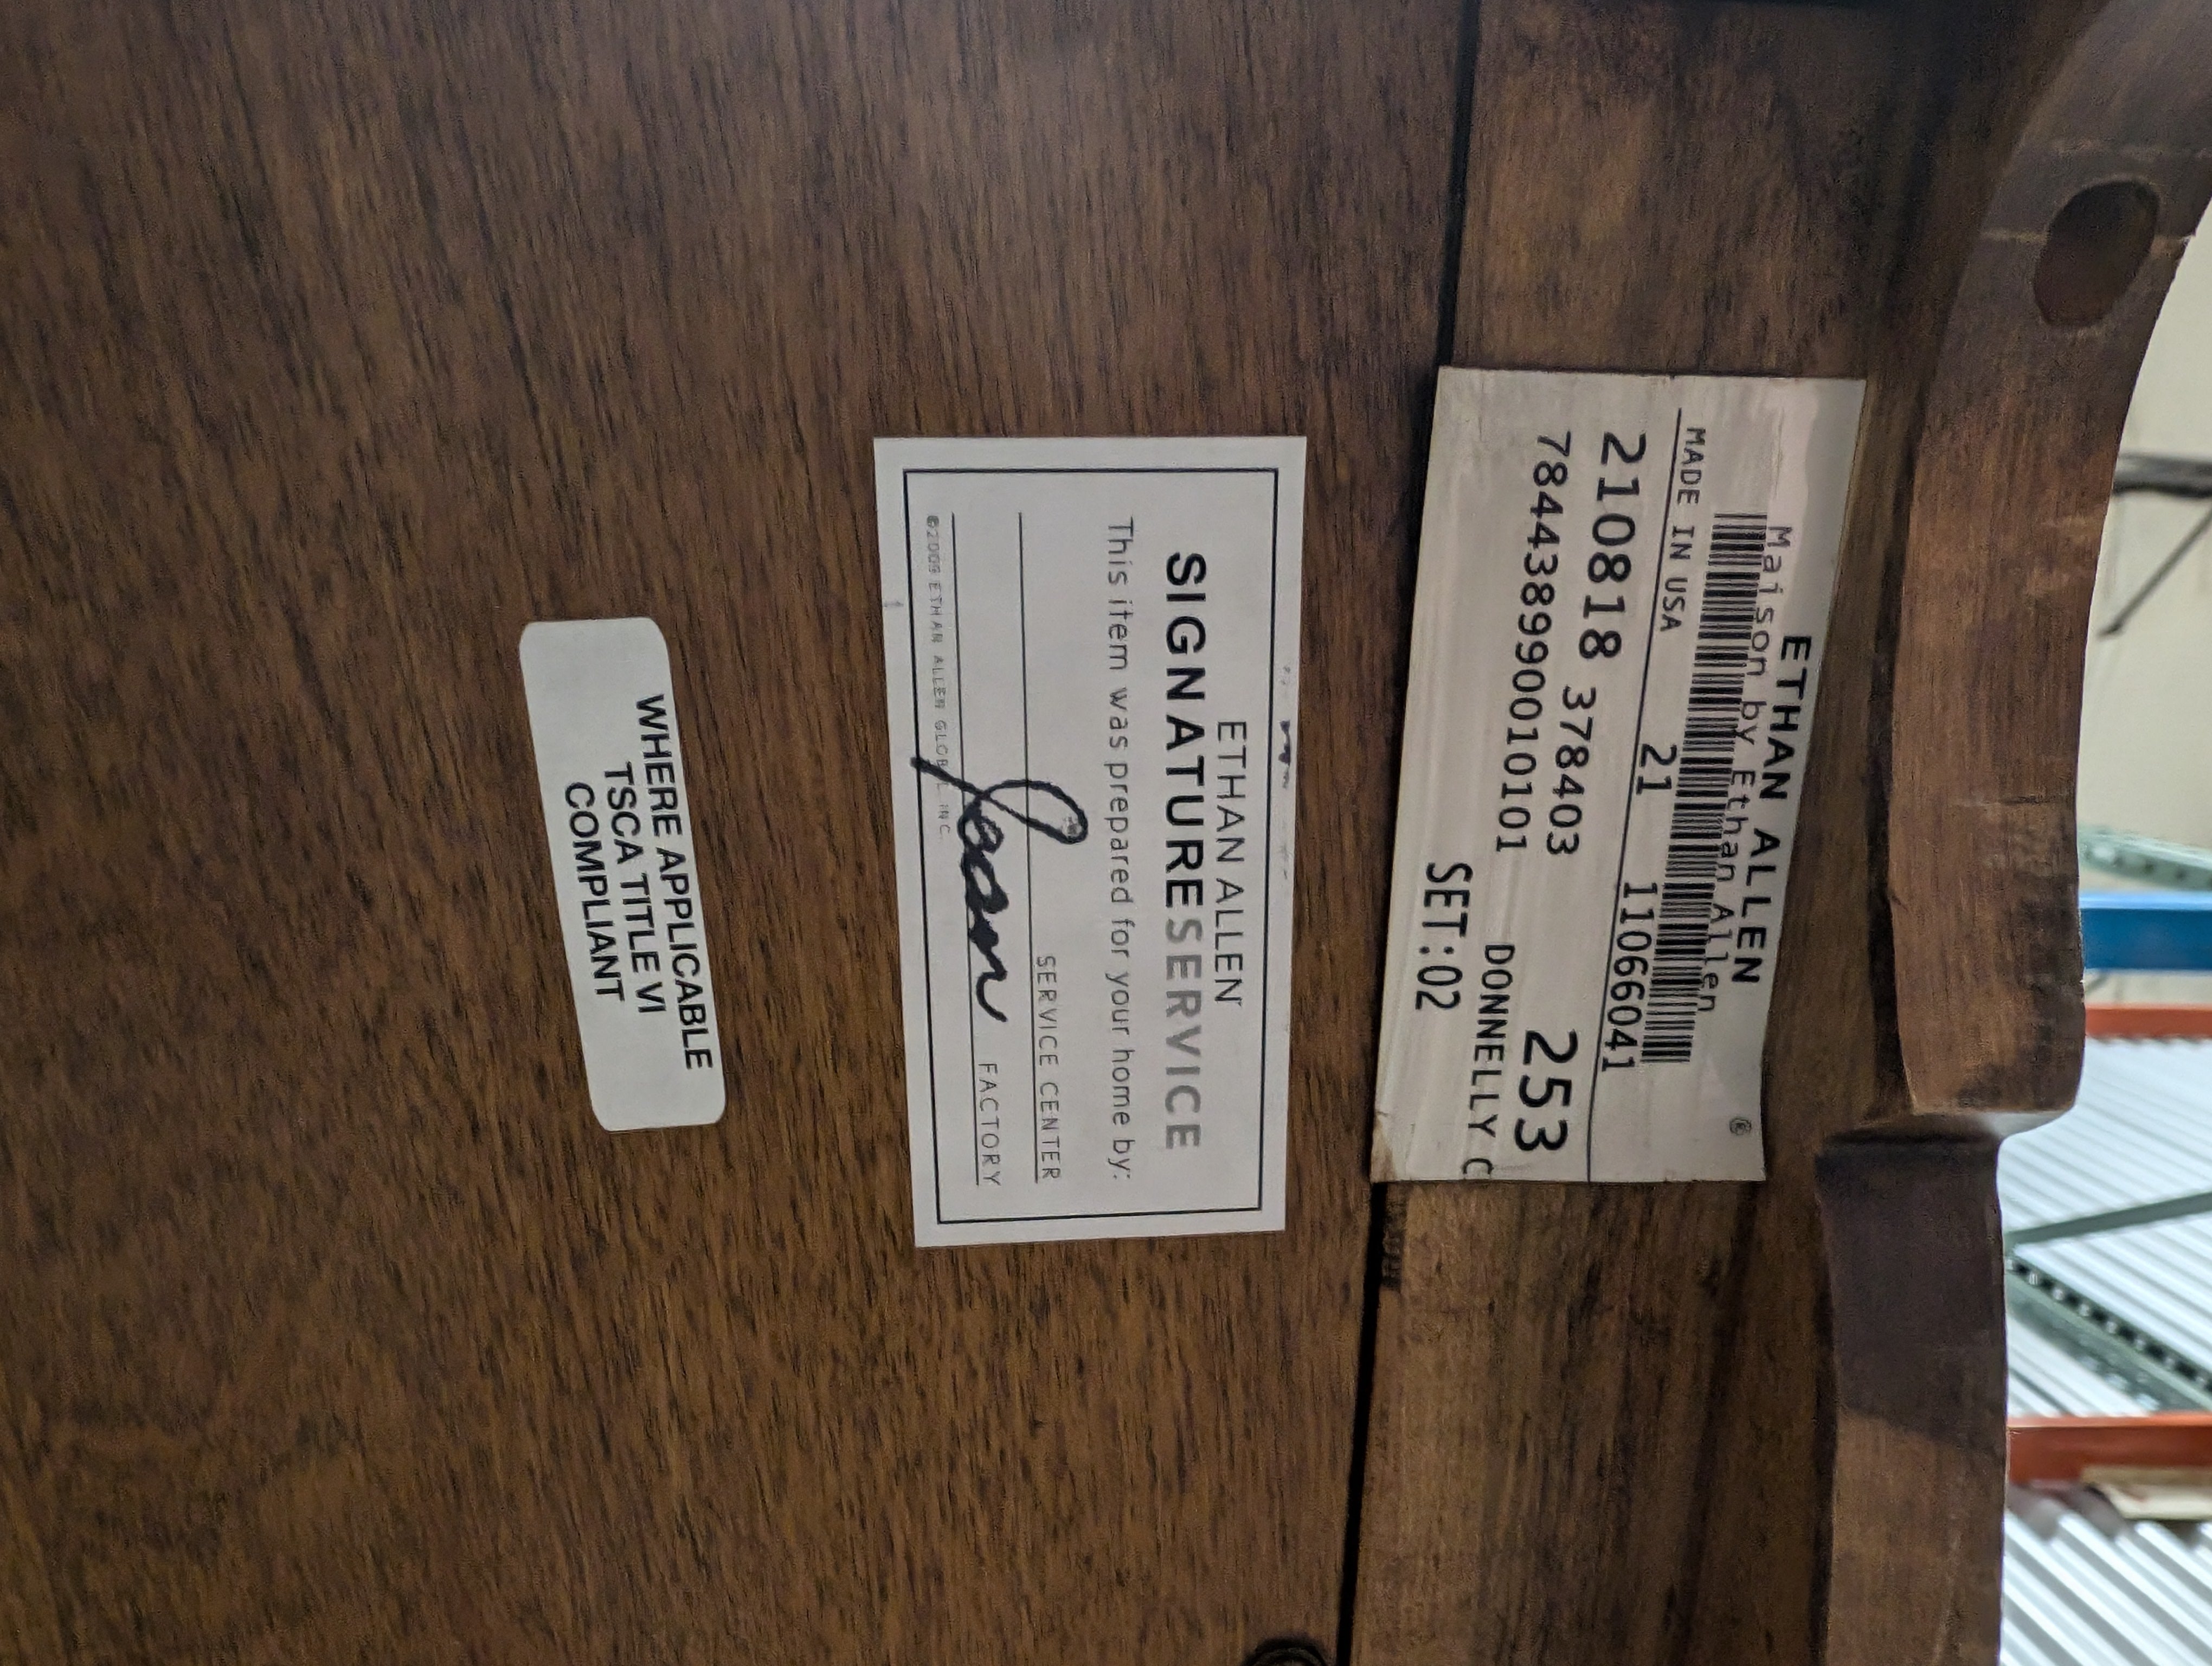 ETHAN ALLEN
®
Maison by Ethan Allen
MADE IN USA 21 11066041
210818 378403 253
78443899001010​1 DONNELLY C
SET:02
ETHAN ALLEN
SIGNATURESERVICE
This item was prepared for your home by:
SERVICE CENTER
Joan FACTORY
©2009 ETHAN ALLEN GLOBAL, INC.
WHERE APPLICABLE
TSCA TITLE VI
COMPLIANT